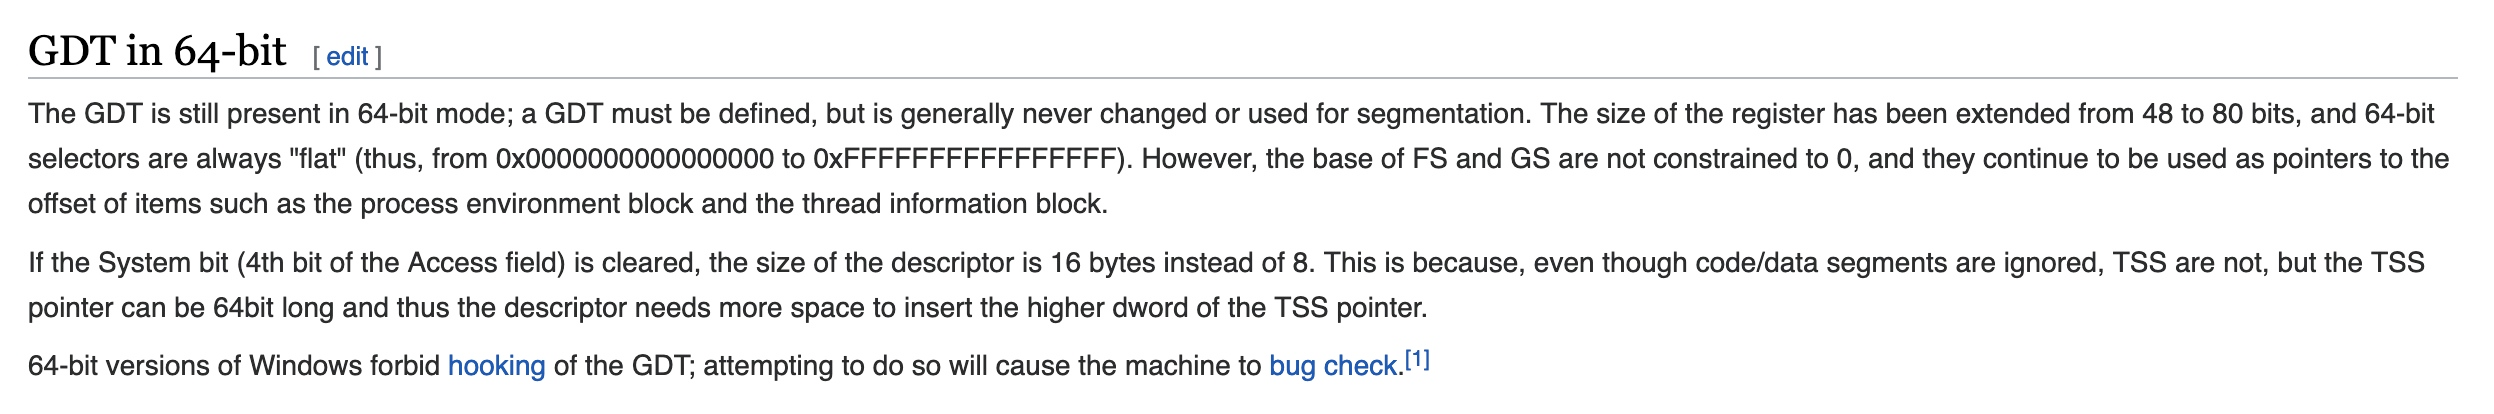 GDT in 64-bit [ edit ]
The GDT is still present in 64-bit mode; a GDT must be defined, but is generally never changed or used for segmentation. The size of the register has been extended from 48 to 80 bits, and 64-bit
selectors are always "flat" (thus, from 0x0000000000000000 to 0xFFFFFFFFFFFFFFFF). However, the base of FS and GS are not constrained to 0, and they continue to be used as pointers to the
offset of items such as the process environment block and the thread information block.
If the System bit (4th bit of the Access field) is cleared, the size of the descriptor is 16 bytes instead of 8. This is because, even though code/data segments are ignored, TSS are not, but the TSS
pointer can be 64bit long and thus the descriptor needs more space to insert the higher dword of the TSS pointer.
64-bit versions of Windows forbid hooking of the GDT; attempting to do so will cause the machine to bug check.[1]